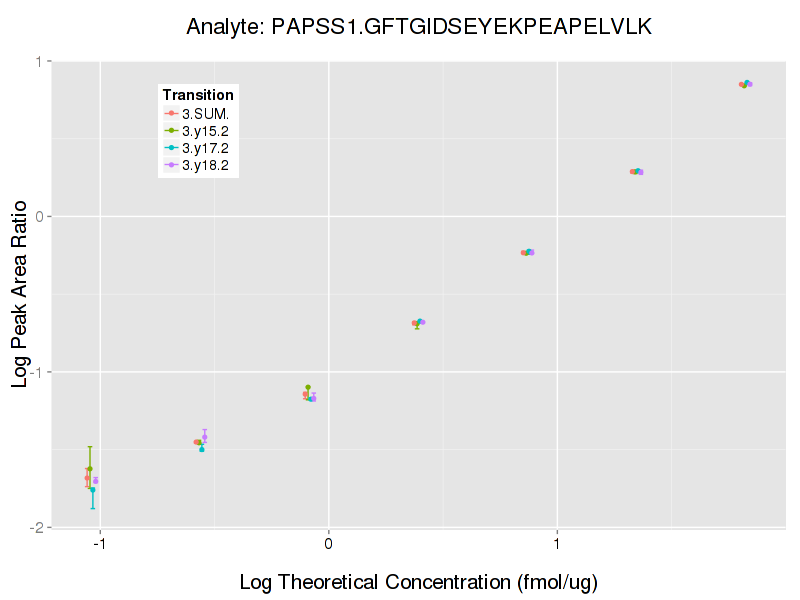 Analyte: PAPSS1.GFTGIDSEYEKPEAPELVLK
Transition
3.SUM.
3.y15.2
3.y17.2
3.y18.2
Log Peak Area Ratio
1
0
-1
-2
-1
0
1
Log Theoretical Concentration (fmol/ug)